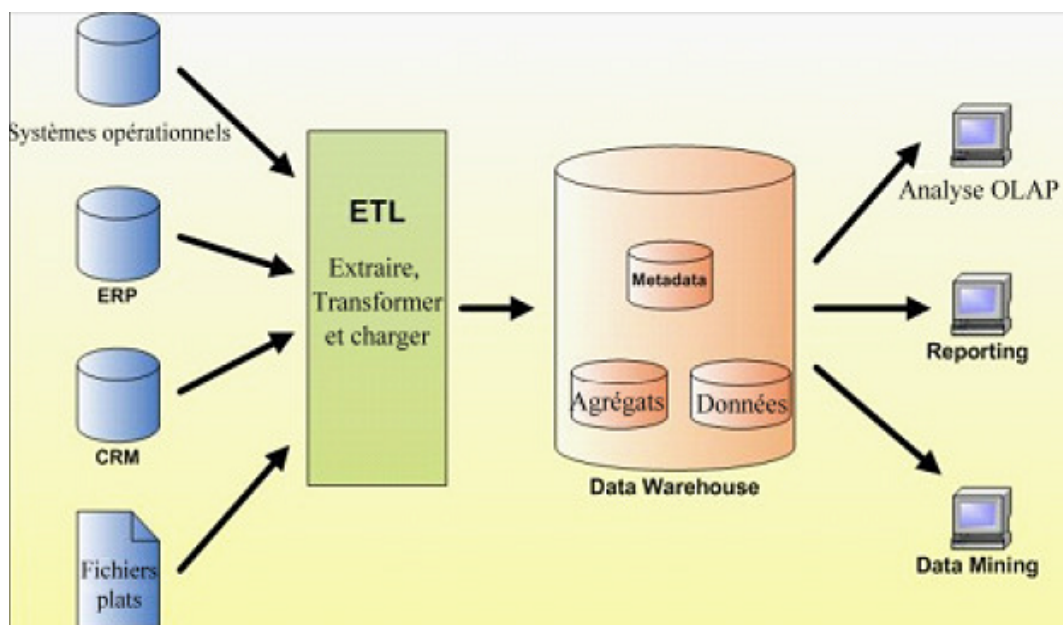 Systèmes opérationnels
ERP
CRM
Fichiers
plats
ETL
Extraire,
Transformer
et charger
Metadata
Agrégats
Données
Data Warehouse
Analyse OLAP
Reporting
Data Mining